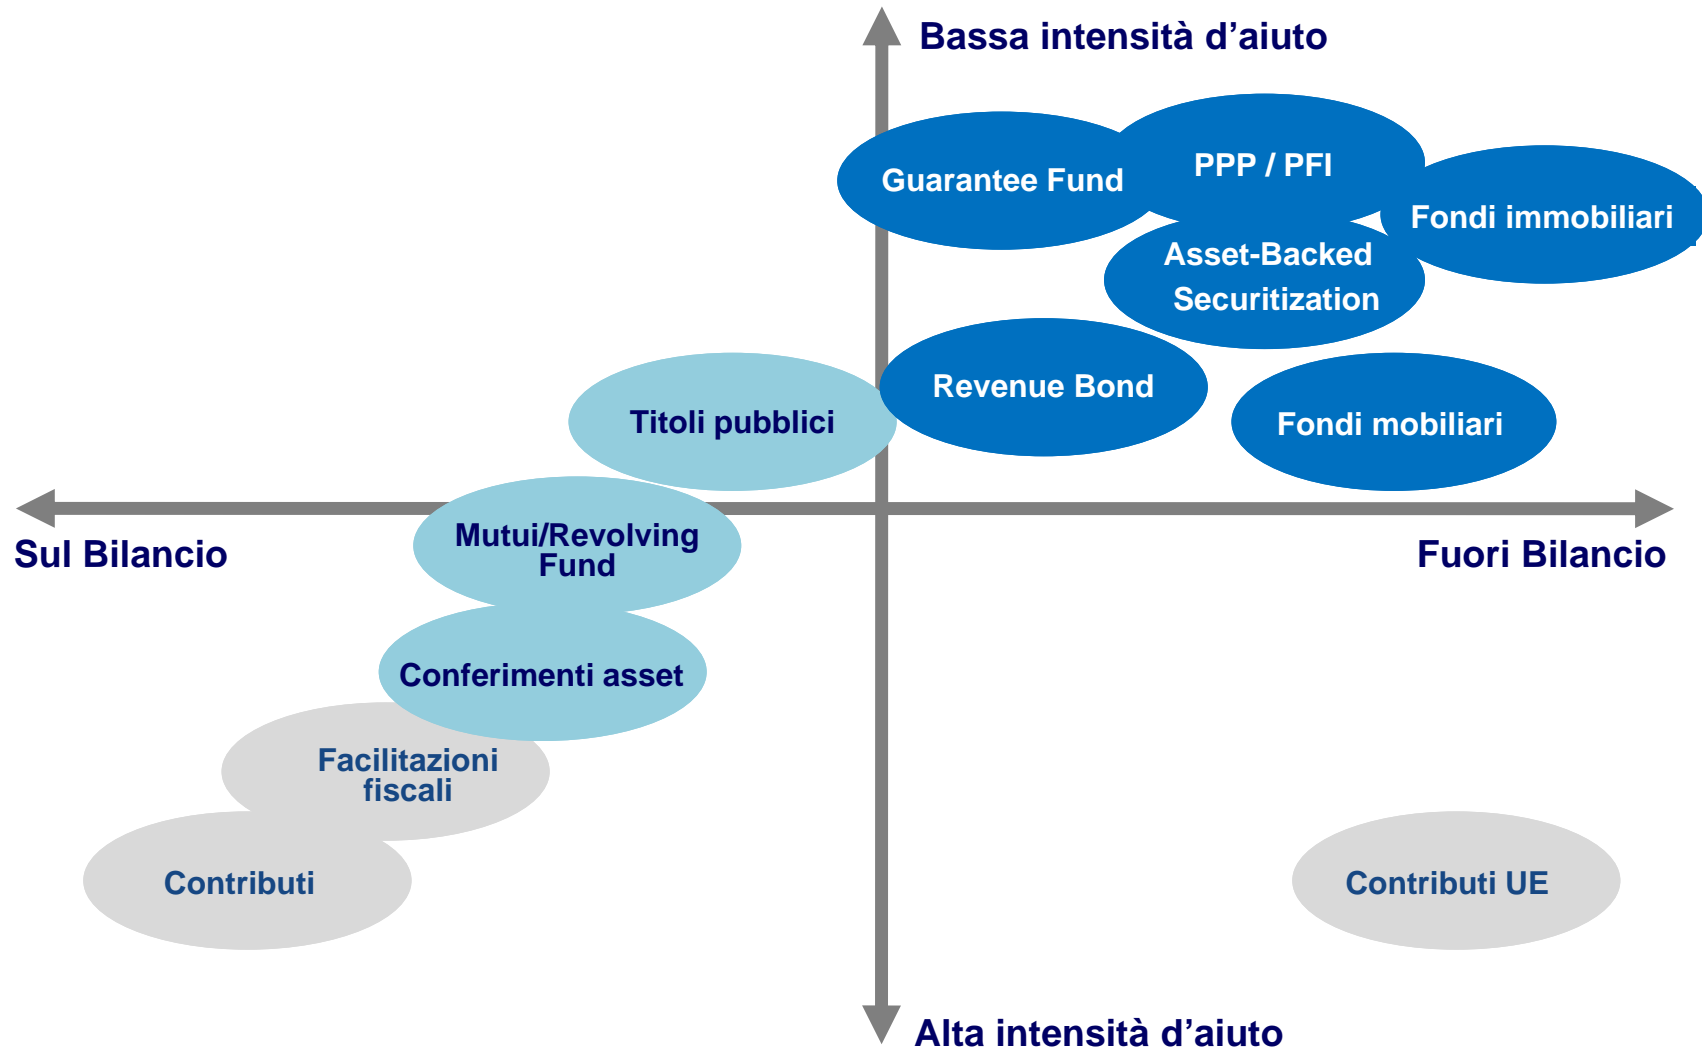 Bassa intensità d’aiuto
Guarantee Fund
PPP / PFI
Fondi immobiliari
Asset-Backed
Securitization
Revenue Bond
Titoli pubblici
Fondi mobiliari
Sul Bilancio
Mutui/Revolving
Fund
Fuori Bilancio
Conferimenti asset
Facilitazioni
fiscali
Contributi
Contributi UE
Alta intensità d’aiuto